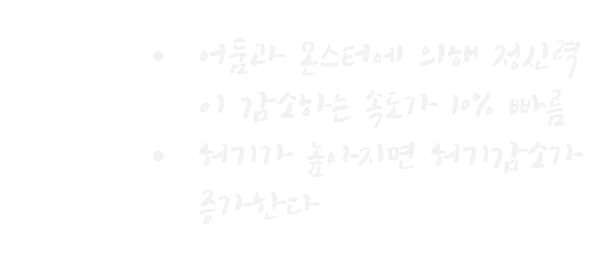 • 어둠과 몬스터에 의해 정신력
이 감소하는 속도가 10% 빠름
• 허기가 높아지면 허기감소가
증가한다